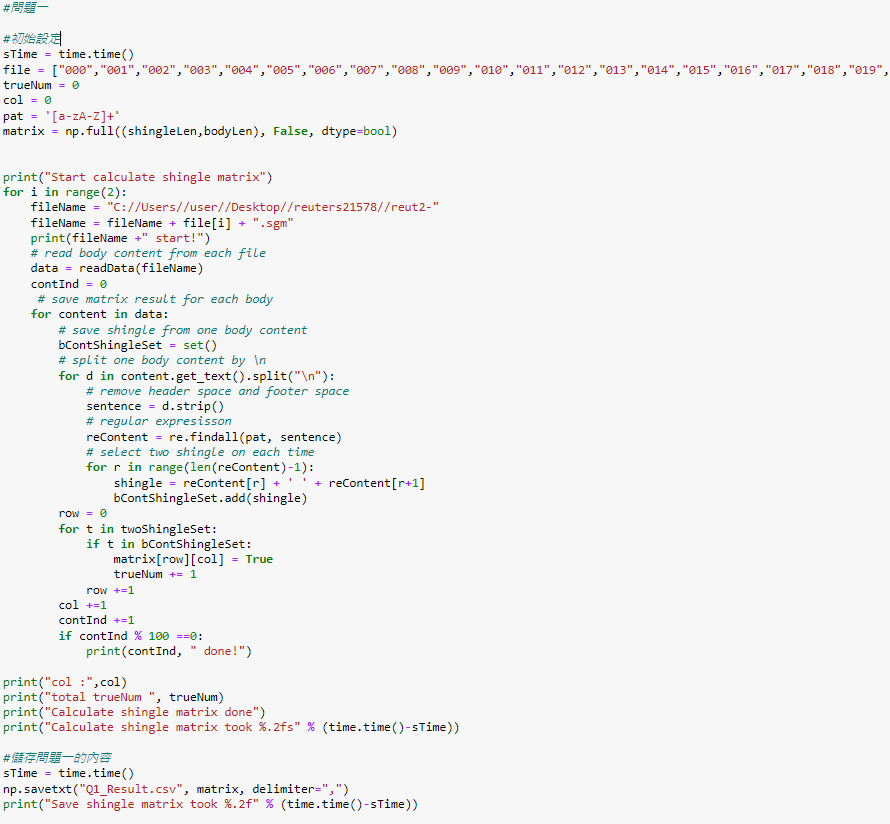 #問題一
#初始設定
sTime = time.time()
file = ["000","001","002","003","004","005","006","007","008","009","010","011","012","013","014","015","016","017","018","019",
trueNum = 0
col = 0
pat = '[a-zA-Z]+'
matrix = np.full((shingleLen,bodyLen), False, dtype=bool)
print("Start calculate shingle matrix")
for i in range(2):
    fileName = "C://Users//user//Desktop//reuters21578//reut2-"
    fileName = fileName + file[i] + ".sgm"
    print(fileName +" start!")
    # read body content from each file
    data = readData(fileName)
    contInd = 0
     # save matrix result for each body
    for content in data:
        # save shingle from one body content
        bContShingleSet = set()
        # split one body content by \n
        for d in content.get_text().split("\n"):
            # remove header space and footer space
            sentence = d.strip()
            # regular expresisson
            reContent = re.findall(pat, sentence)
            # select two shingle on each time
            for r in range(len(reContent)-1):
                shingle = reContent[r] + ' ' + reContent[r+1]
                bContShingleSet.add(shingle)
        row = 0
        for t in twoShingleSet:
            if t in bContShingleSet:
                matrix[row][col] = True
                trueNum += 1
            row +=1
        col +=1
        contInd +=1
        if contInd % 100 ==0:
            print(contInd, " done!")
print("col :",col)
print("total trueNum ", trueNum)
print("Calculate shingle matrix done")
print("Calculate shingle matrix took %.2fs" % (time.time()-sTime))
#儲存問題一的內容
sTime = time.time()
np.savetxt("Q1_Result.csv", matrix, delimiter=",")
print("Save shingle matrix took %.2f" % (time.time()-sTime))